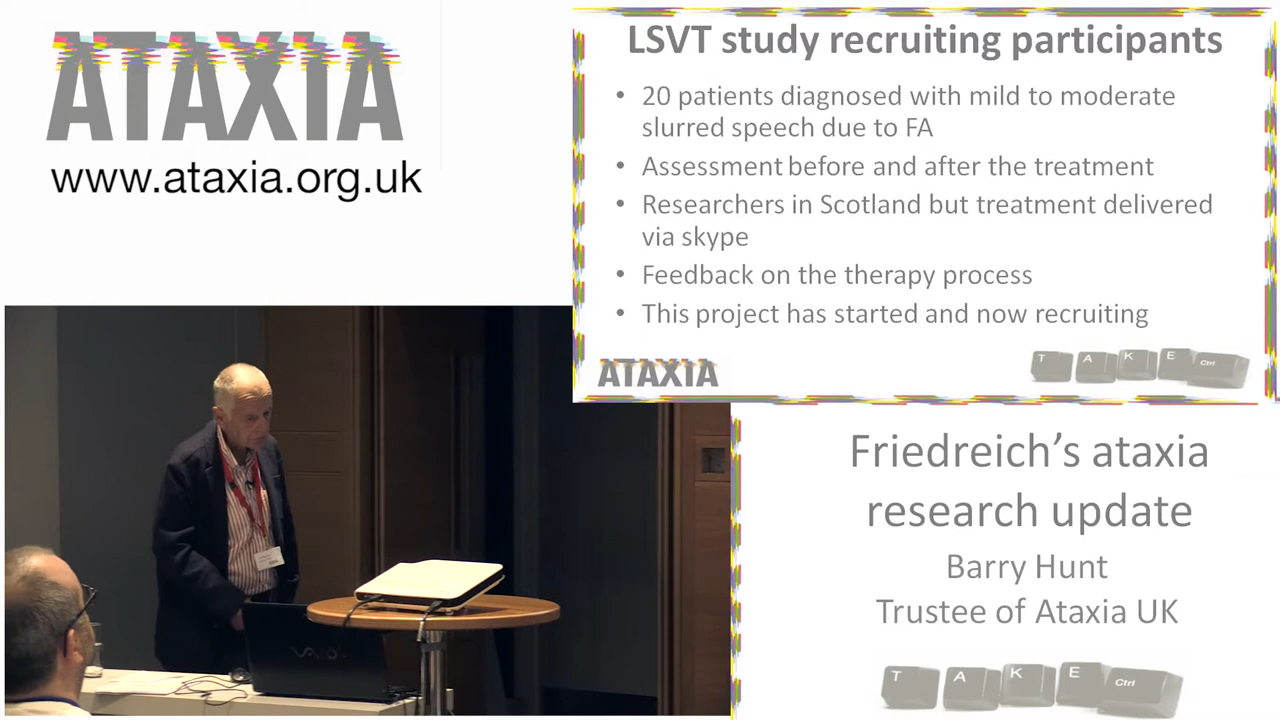 ATAXIA
www.ataxia.org.uk
LSVT study recruiting participants
• 20 patients diagnosed with mild to moderate
slurred speech due to FA
• Assessment before and after the treatment
• Researchers in Scotland but treatment delivered
via skype
• Feedback on the therapy process
• This project has started and now recruiting
ATAXIA
T A K E Ctrl
VAIO
Friedreich's ataxia
research update
Barry Hunt
Trustee of Ataxia UK
T A K E Ctrl